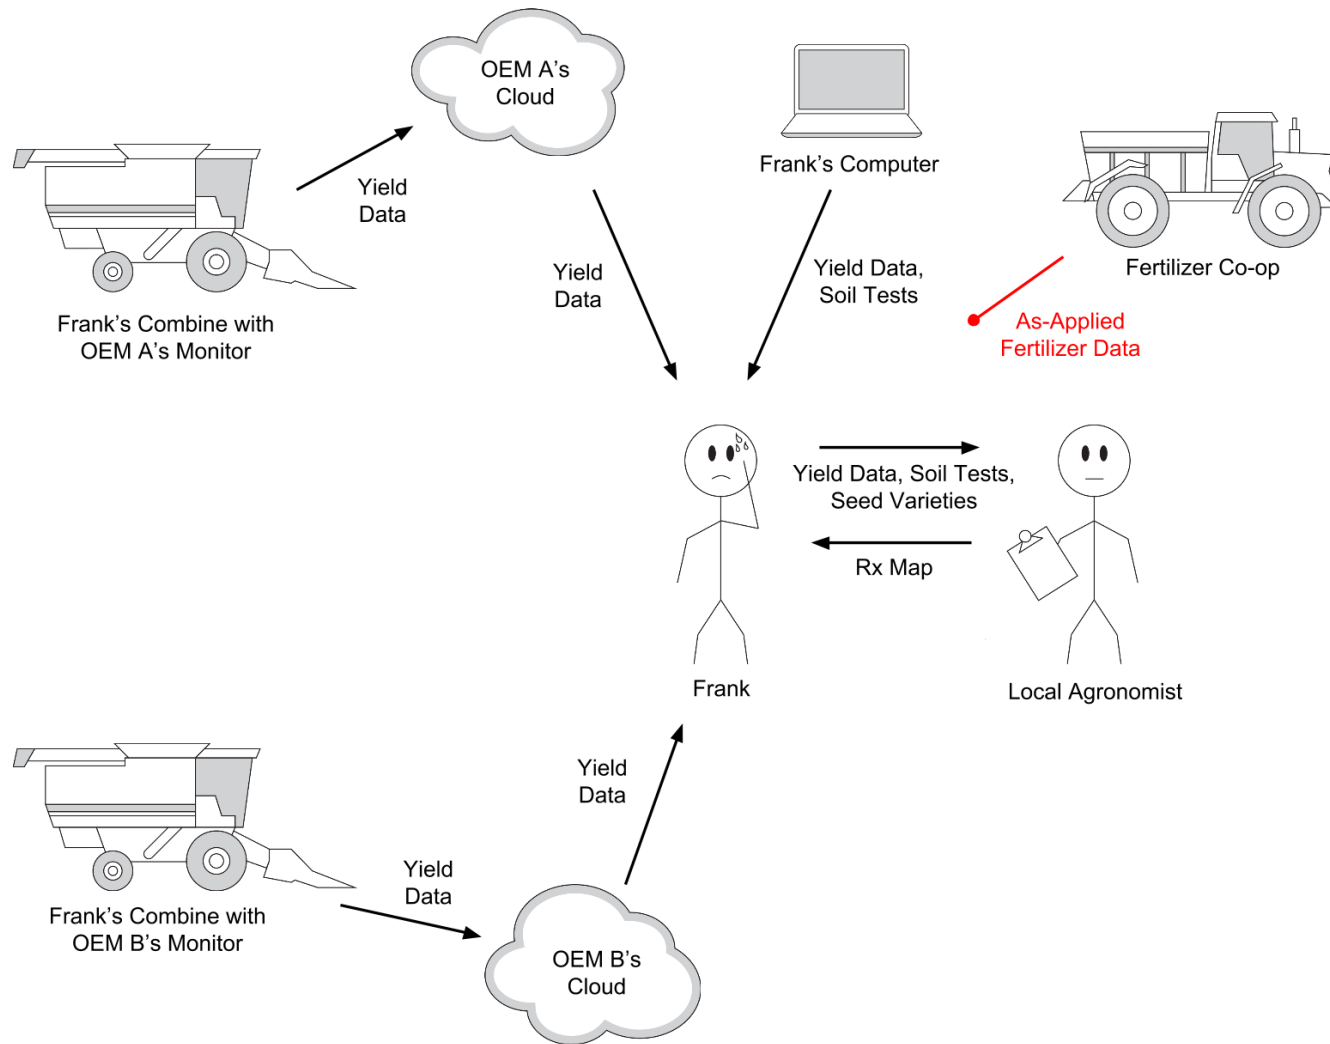 OEM A's
Cloud
Yield
Data
Frank's Combine with
OEM A's Monitor
Yield
Data
Frank's Computer
Yield Data,
Soil Tests
Fertilizer Co-op
As-Applied
Fertilizer Data
Yield Data, Soil Tests,
Seed Varieties
Rx Map
Frank
Local Agronomist
Yield
Data
Frank's Combine with
OEM B's Monitor
Yield
Data
OEM B's
Cloud